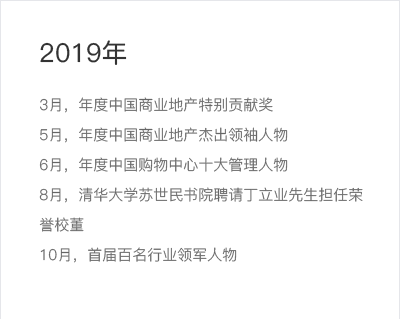 2019年
3月，年度中国商业地产特别贡献奖
5月，年度中国商业地产杰出领袖人物
6月，年度中国购物中心十大管理人物
8月，清华大学苏世民书院聘请丁立业先生担任荣
誉校董
10月，首届百名行业领军人物